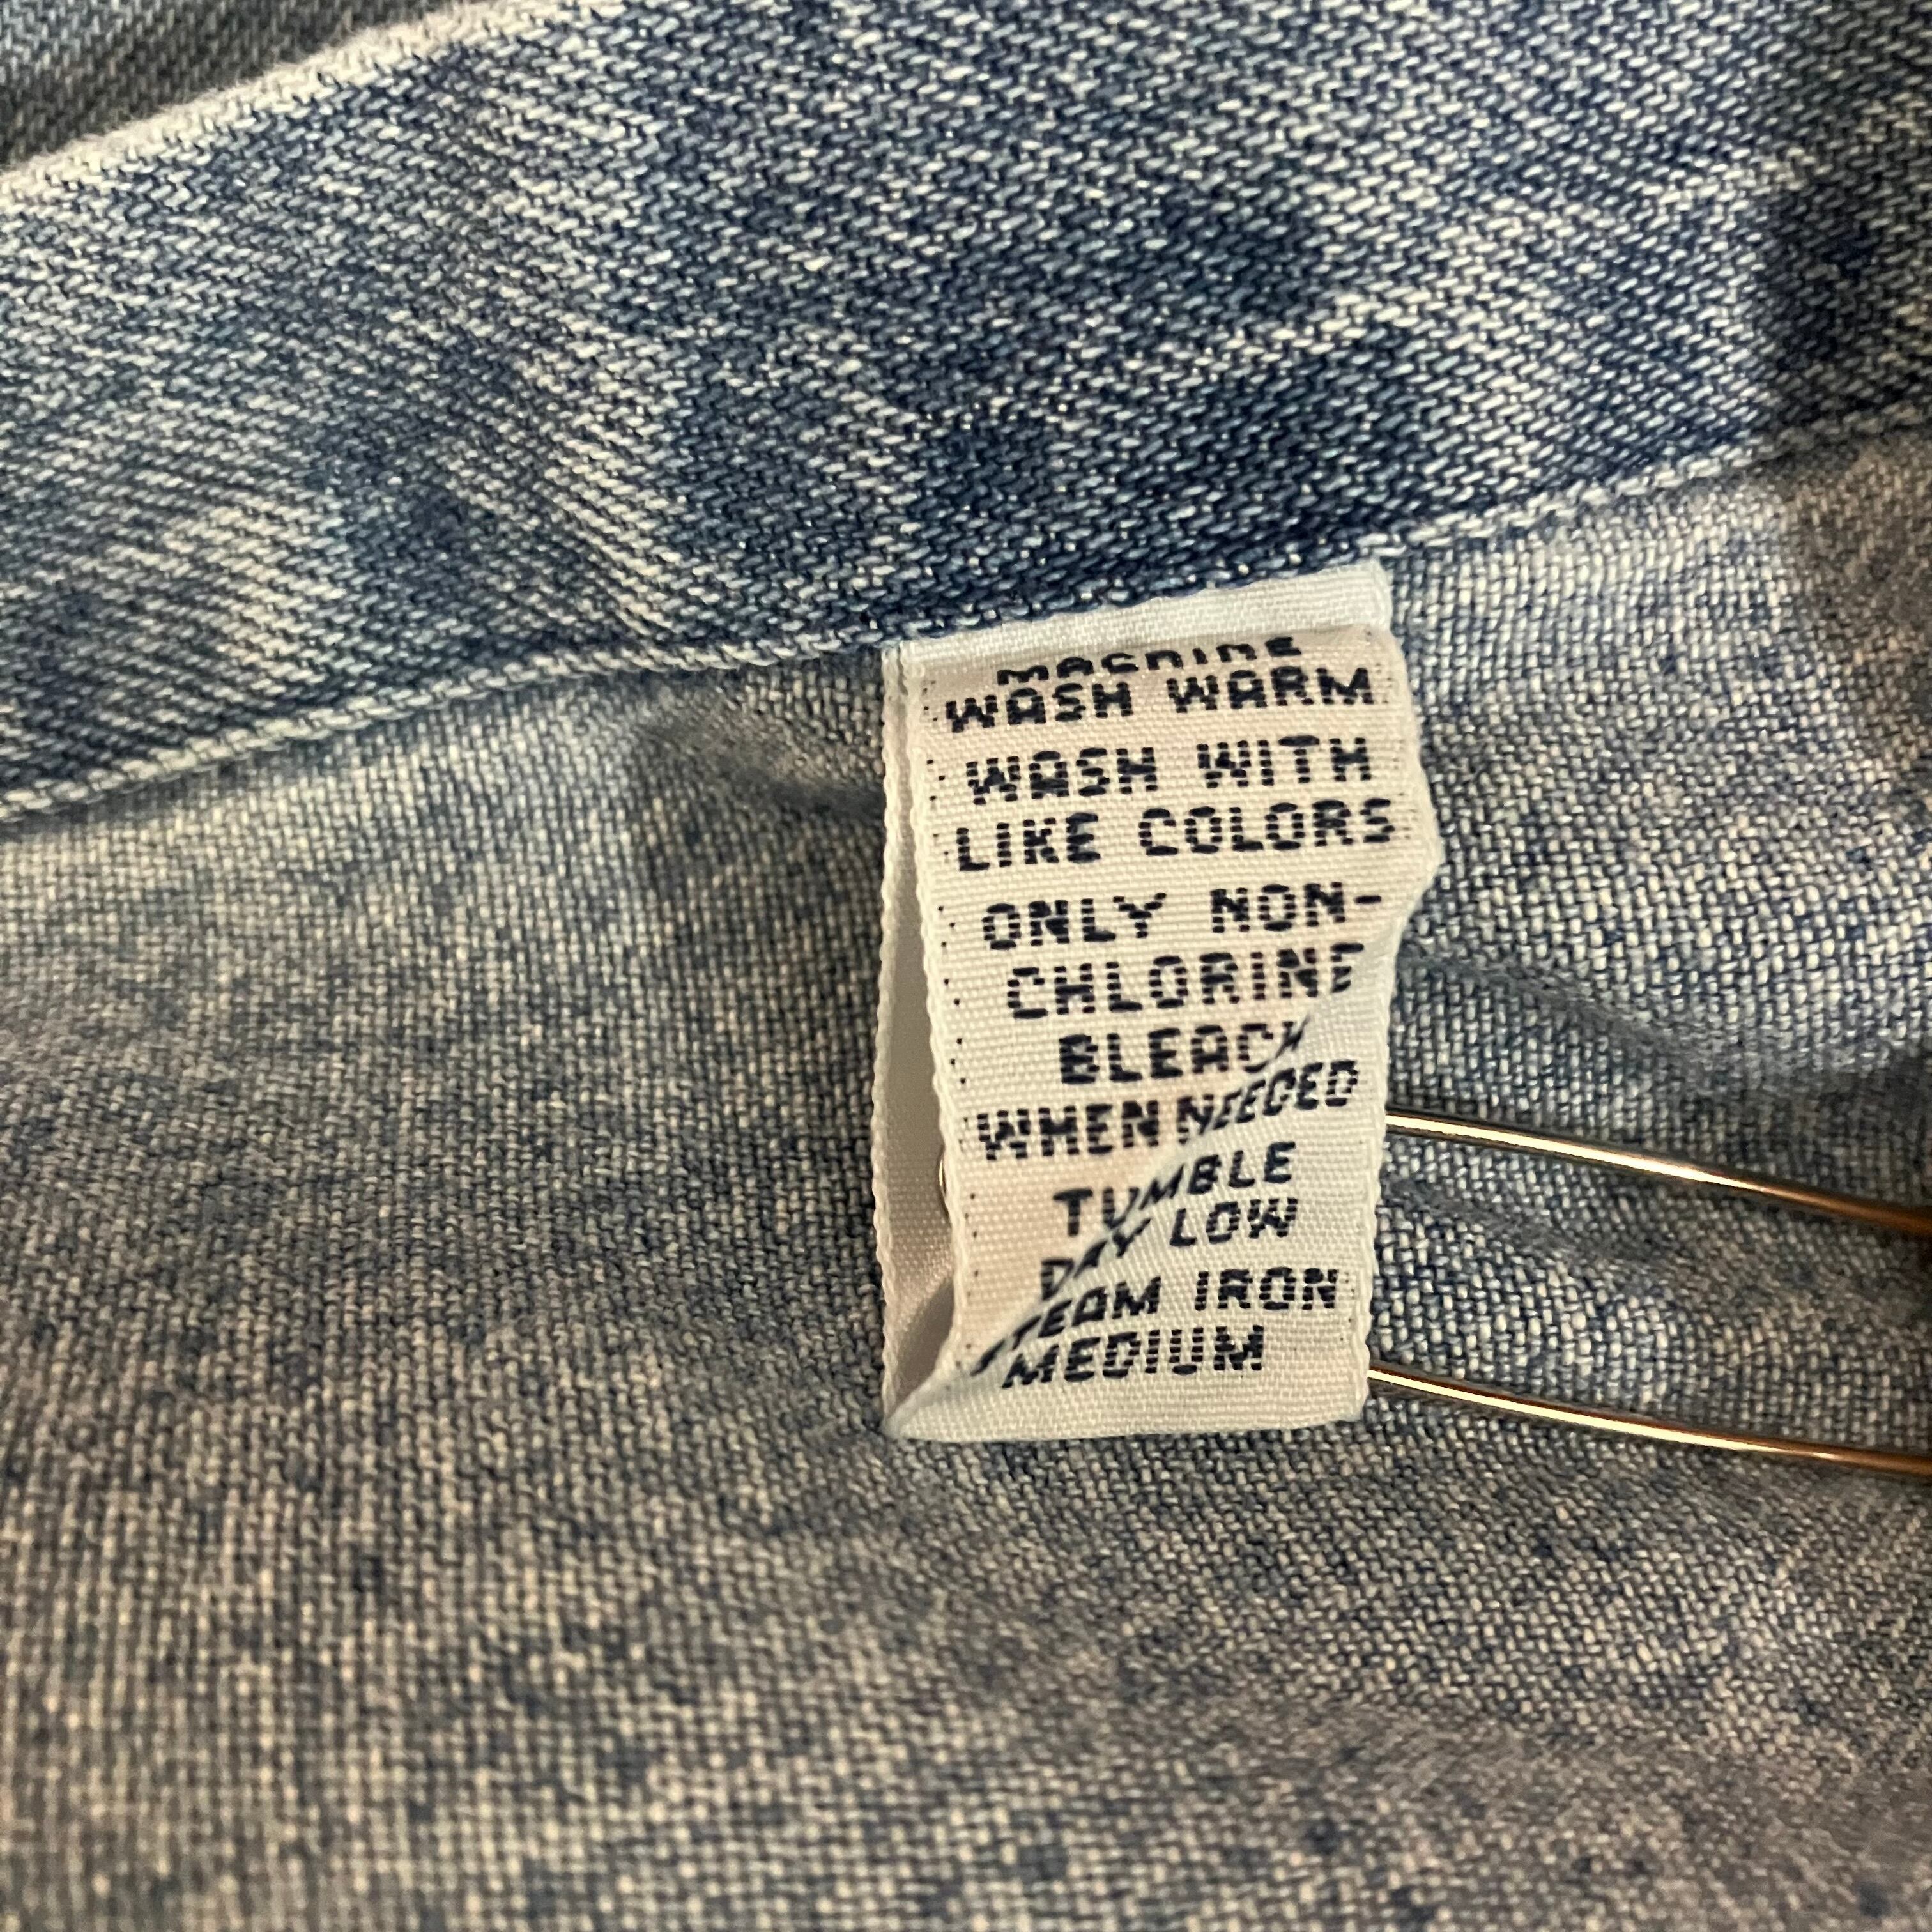 MACHINE
WASH WARM
WASH WITH
LIKE COLORS
ONLY NON-
CHLORINE
BLEACH
WHEN NEEDED
TUMBLE
DRY LOW
STEAM IRON
MEDIUM